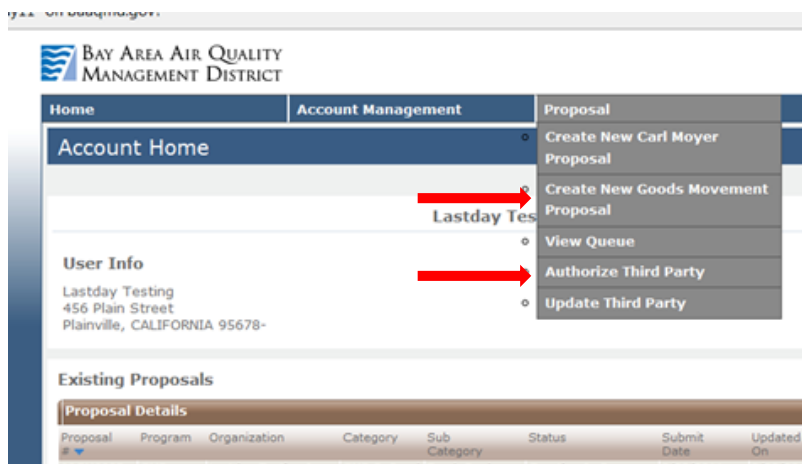 on baaqmd.gov.
BAY AREA AIR QUALITY
MANAGEMENT DISTRICT
Home Account Management Proposal
Account Home
Create New Carl Moyer
Proposal
Create New Goods Movement
Proposal
Lastday Tes
View Queue
Authorize Third Party
Update Third Party
User Info
Lastday Testing
456 Plain Street
Plainville, CALIFORNIA 95678-
Existing Proposals
Proposal Details
Proposal # Program Organization Category Sub Category Status Submit Date Updated On